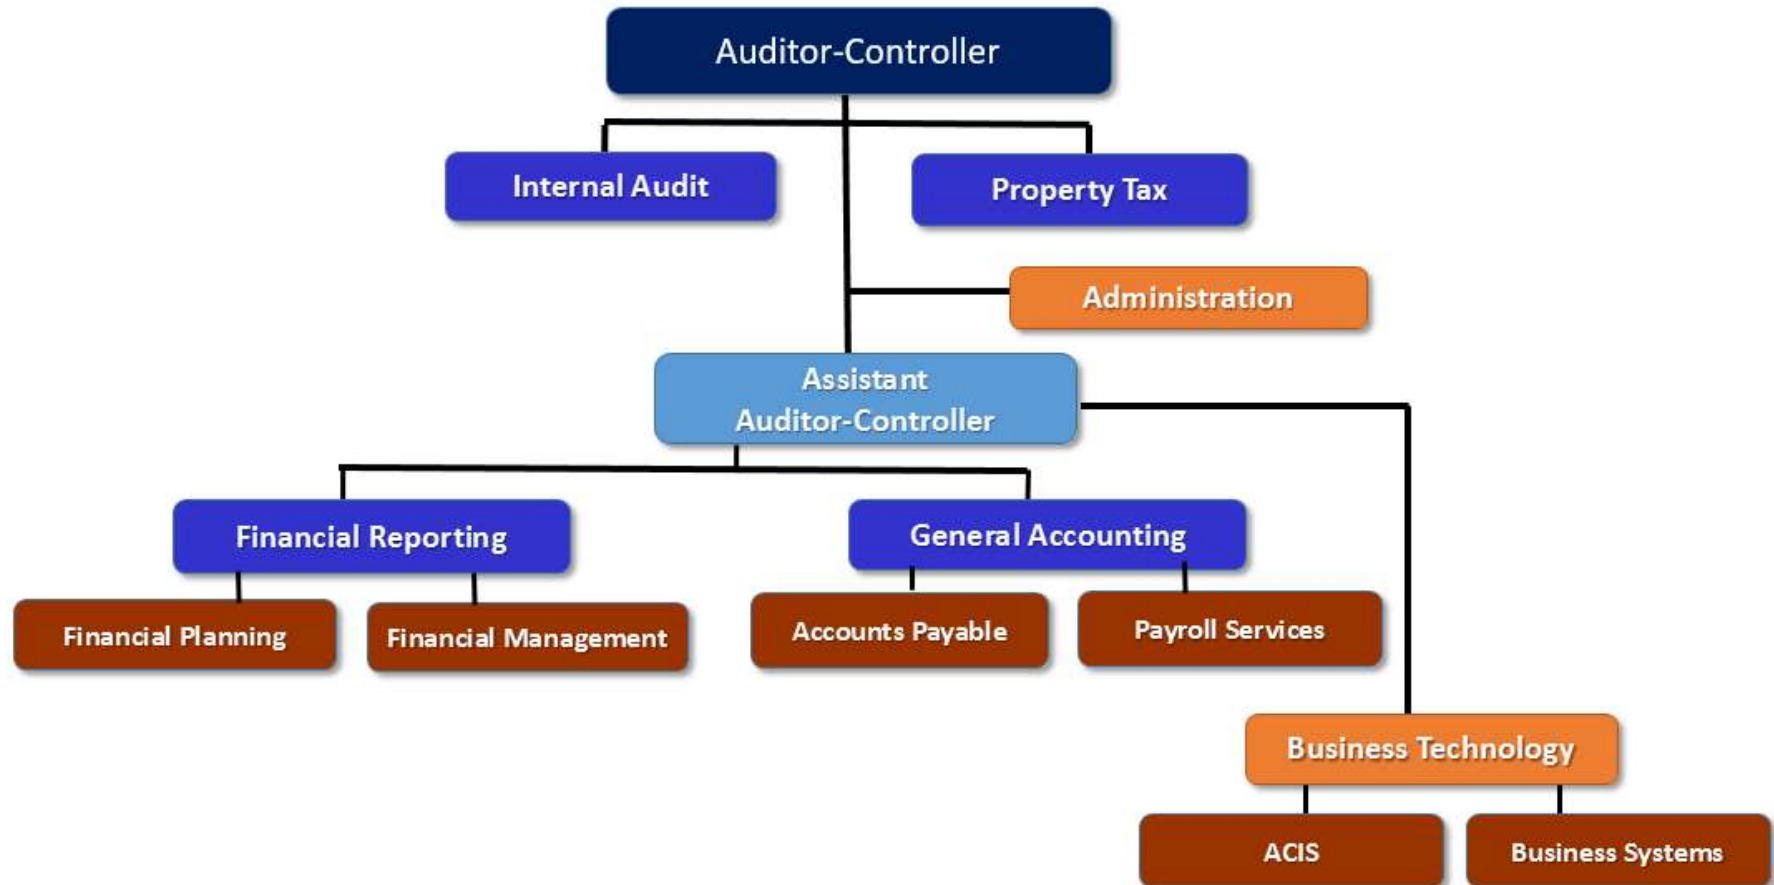 Auditor-Controller
Internal Audit
Property Tax
Administration
Assistant
Auditor-Controller
Financial Reporting
General Accounting
Financial Planning
Financial Management
Accounts Payable
Payroll Services
Business Technology
ACIS
Business Systems